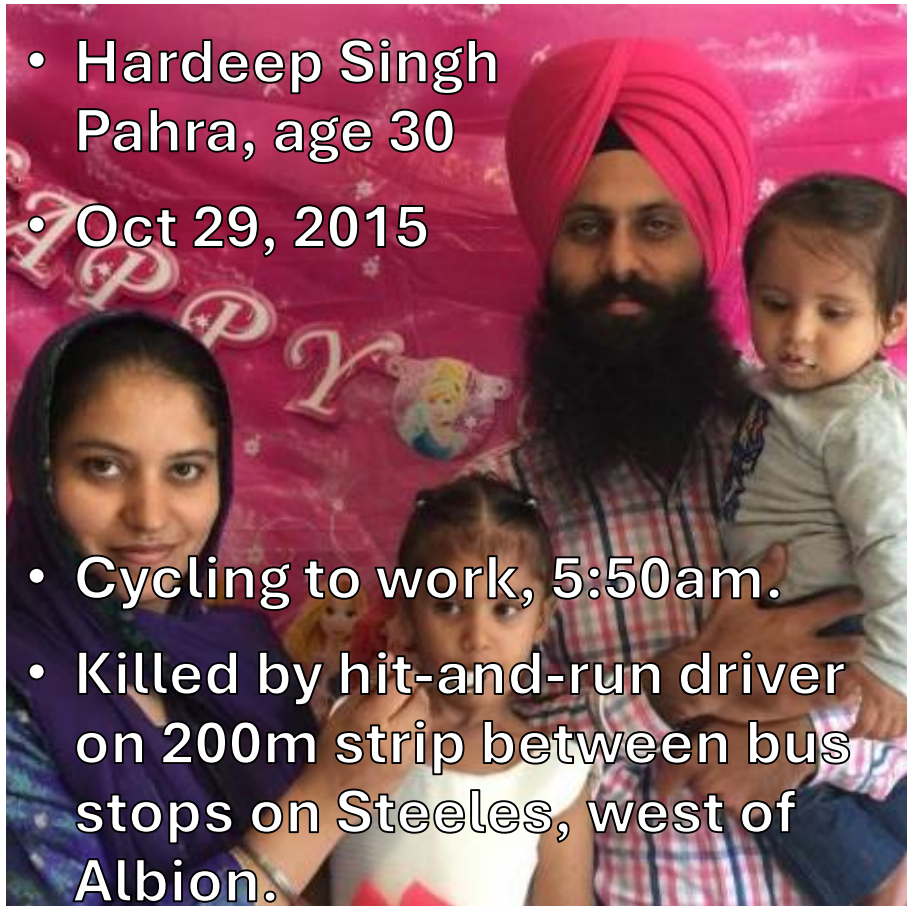 • Hardeep Singh
Pahra, age 30
• Oct 29, 2015
APPY
• Cycling to work, 5:50am.
• Killed by hit-and-run driver
on 200m strip between bus
stops on Steeles, west of
Albion.